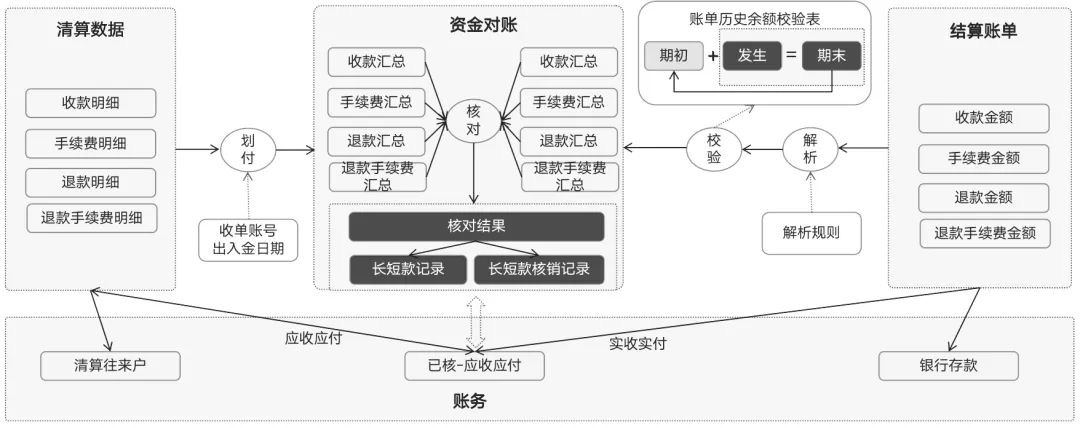 清算数据
收款明细
手续费明细
退款明细
退款手续费明细
划
付
收单账号
出入金日期
资金对账
收款汇总
手续费汇总
退款汇总
退款手续费
汇总
核
对
收款汇总
手续费汇总
退款汇总
退款手续费
汇总
核对结果
长短款记录
长短款核销记录
账单历史余额校验表
期初
+
发生
=
期末
校
验
解
析
解析规则
结算账单
收款金额
手续费金额
退款金额
退款手续费金额
应收应付
实收实付
清算往来户
已核-应收应付
银行存款
账务